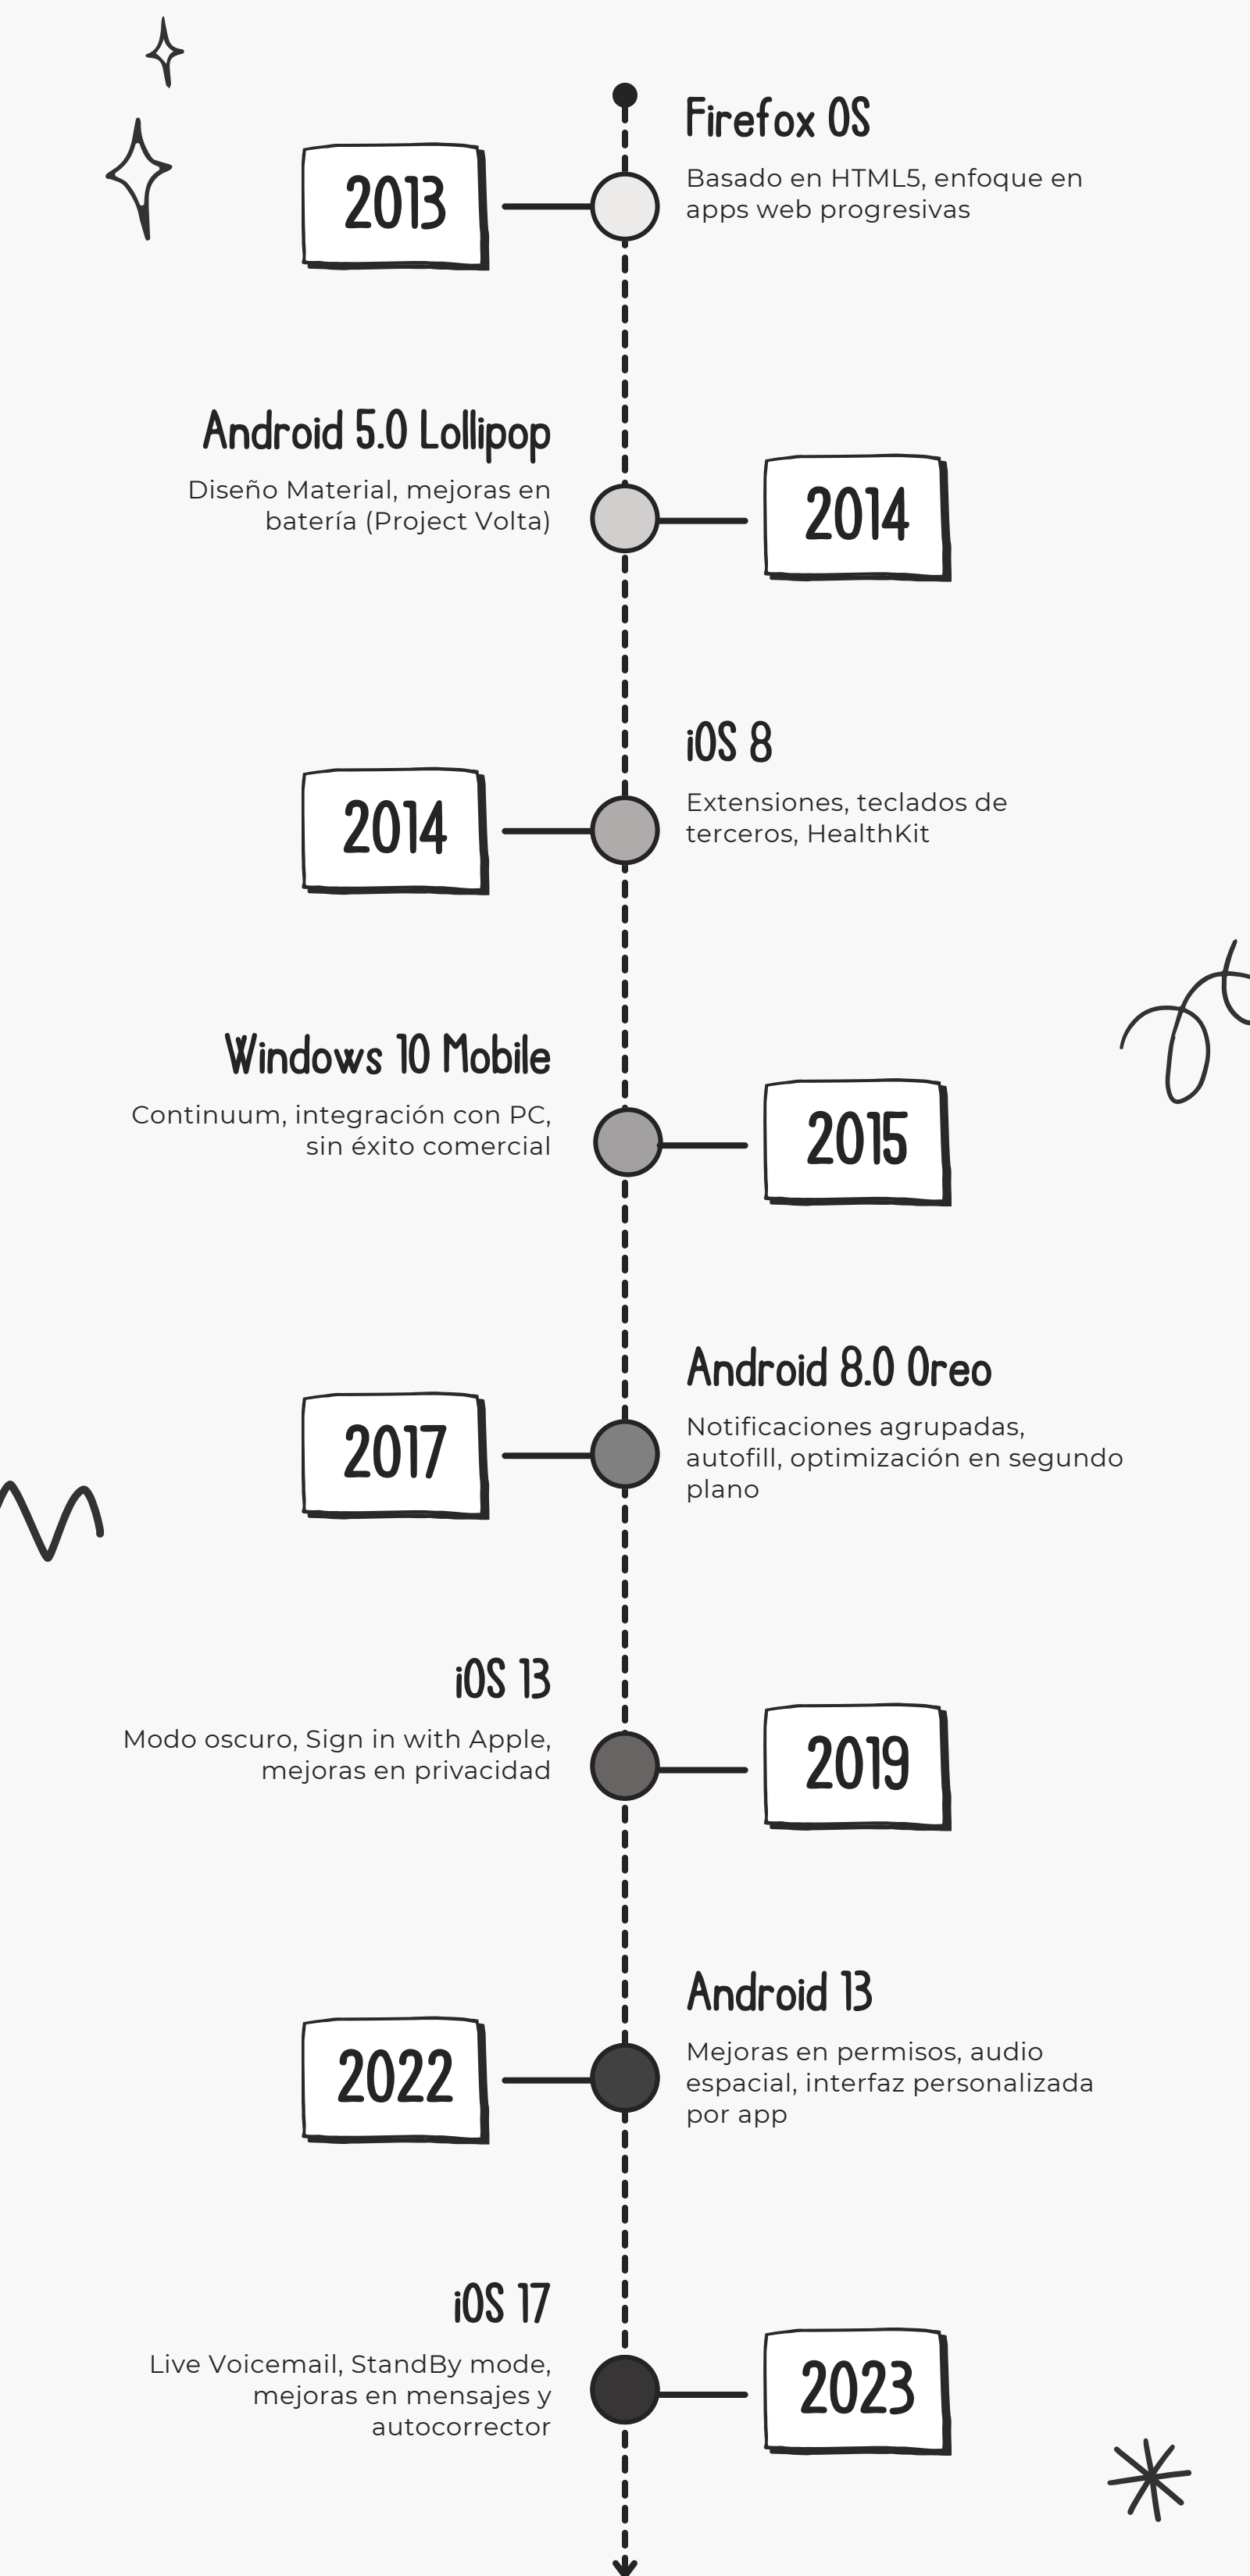 Firefox OS
Basado en HTML5, enfoque en
apps web progresivas
2013
Android 5.0 Lollipop
Diseño Material, mejoras en
batería (Project Volta)
2014
iOS 8
Extensiones, teclados de
terceros, HealthKit
2014
Windows 10 Mobile
Continuum, integración con PC,
sin éxito comercial
2015
Android 8.0 Oreo
Notificaciones agrupadas,
autofill, optimización en segundo
plano
2017
iOS 13
Modo oscuro, Sign in with Apple,
mejoras en privacidad
2019
Android 13
Mejoras en permisos, audio
espacial, interfaz personalizada
por app
2022
iOS 17
Live Voicemail, StandBy mode,
mejoras en mensajes y
autocorrector
2023